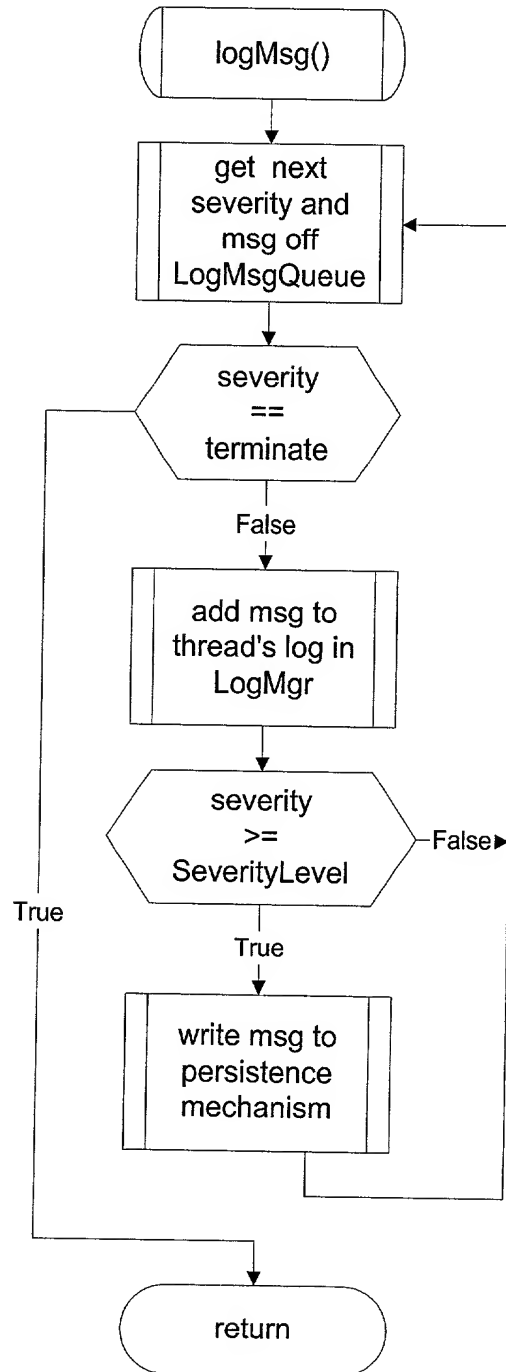 logMsg()
get next
severity and
msg off
LogMsgQueue
severity
==
terminate
False
add msg to
thread's log in
LogMgr
severity
>=
SeverityLevel
False
True
True
write msg to
persistence
mechanism
return